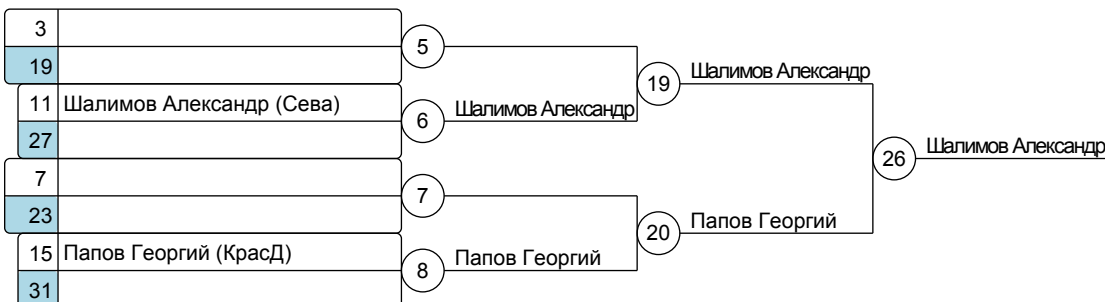 3
5
19
Шалимов Александр
19
11 Шалимов Александр (Сева)
6
Шалимов Александр
27
26
Шалимов Александр
7
7
23
20
Папов Георгий
15 Папов Георгий (КрасД)
8
Папов Георгий
31